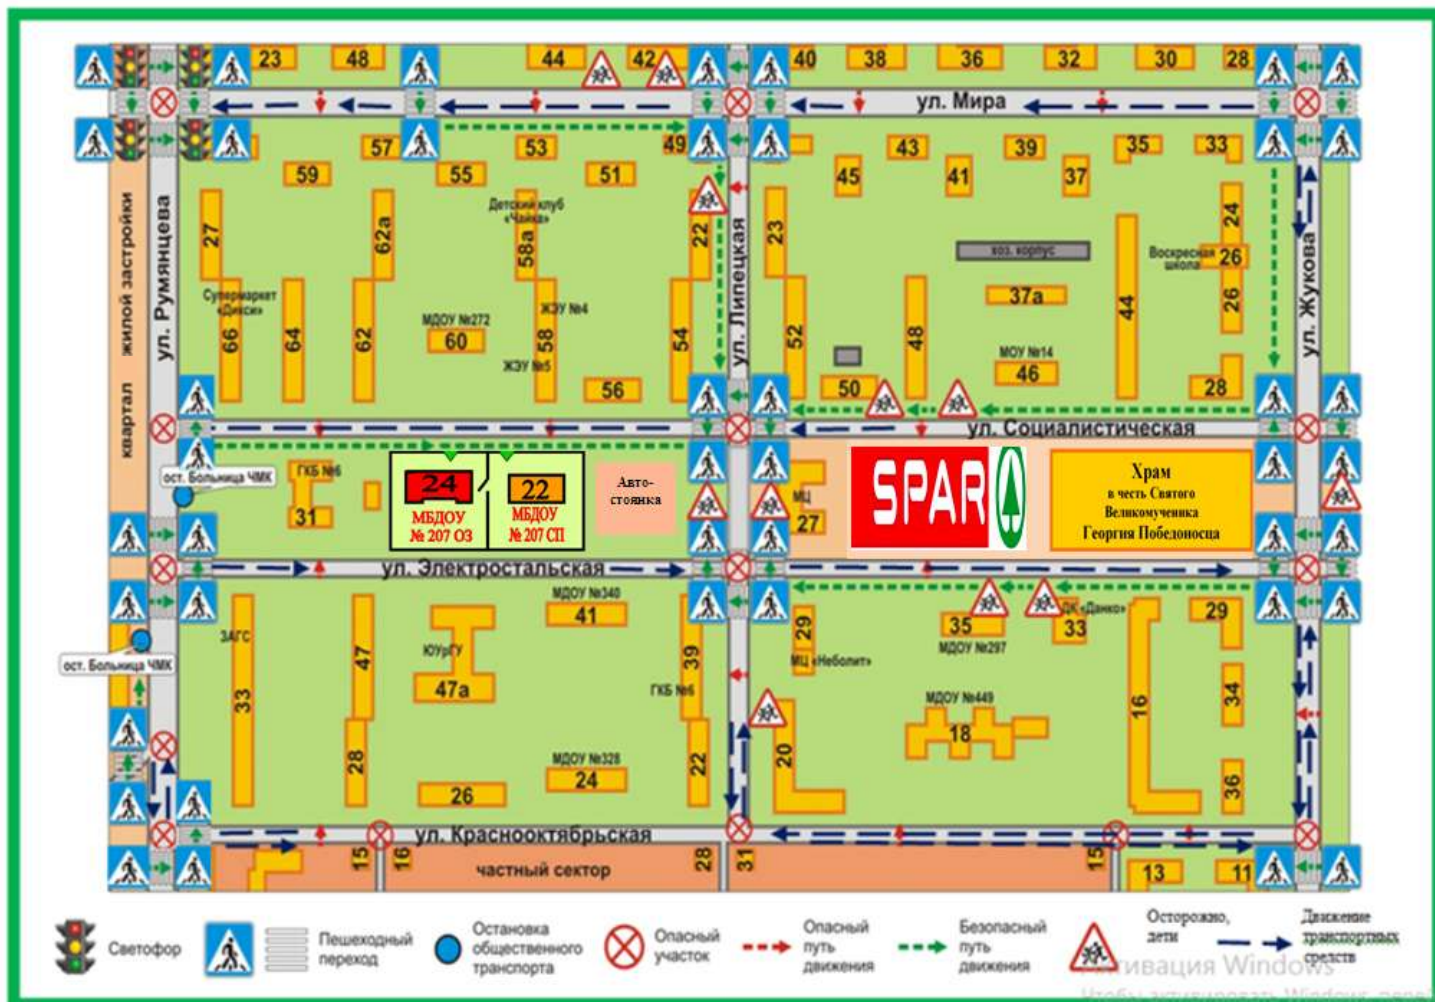 23
48
44
42
40
38
36
32
30
28
ул. Мира
57
53
49
43
39
35
33
59
55
51
45
41
37
жилой застройки
квартал
ул. Румянцева
27
62а
Детский клуб
«Чайка»
58а
22
ул. Липецкая
23
хоз. корпус
Воскресная
школа
24
26
26
ул. Жукова
Супермаркет
«Дикси»
66
64
62
МДОУ №272
60
ЖЭУ №4
58
ЖЭУ №5
54
56
52
48
37а
МОУ №14
46
50
44
28
ул. Социалистическая
ост. Больница ЧМК
ГКБ №6
31
24
МБДОУ
№ 207 ОЗ
22
МБДОУ
№ 207 СП
Авто-
стоянка
МЦ
27
SPAR
Храм
в честь Святого
Великомученика
Георгия Победоносца
ул. Электростальская
ост. Больница ЧМК
ЗАГС
33
47
ЮУрГУ
47а
МДОУ №340
41
39
ГКБ №6
29
МЦ «Неболит»
35
МДОУ №297
ДК «Данко»
33
29
28
26
МДОУ №328
24
22
20
МДОУ №449
18
16
34
36
ул. Краснооктябрьская
15
16
частный сектор
28
31
15
13
11
Светофор
Пешеходный
переход
Остановка
общественного
транспорта
Опасный
участок
Опасный
путь
движения
Безопасный
путь
движения
Осторожно,
дети
Движение
транспортных
средств
Активация Windows